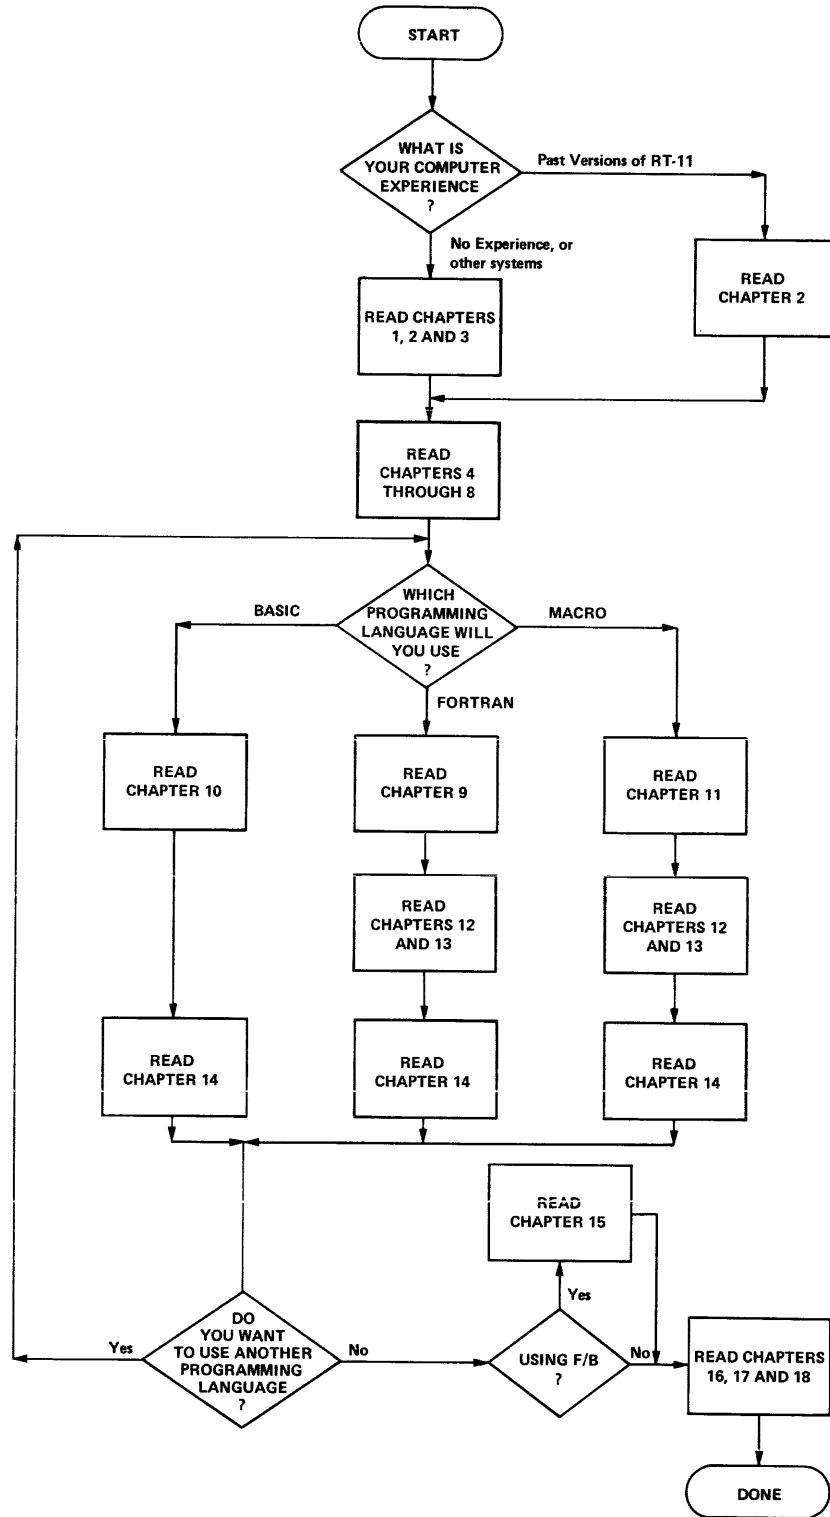 START
WHAT IS
YOUR COMPUTER
EXPERIENCE
?
Past Versions of RT-11
No Experience, or
other systems
READ
CHAPTER 2
READ CHAPTERS
1, 2 AND 3
READ
CHAPTERS 4
THROUGH 8
WHICH
PROGRAMMING
LANGUAGE WILL
YOU USE
?
BASIC
MACRO
FORTRAN
READ
CHAPTER 10
READ
CHAPTER 9
READ
CHAPTER 11
READ
CHAPTERS 12
AND 13
READ
CHAPTERS 12
AND 13
READ
CHAPTER 14
READ
CHAPTER 14
READ
CHAPTER 14
READ
CHAPTER 15
Yes
DO
YOU WANT
TO USE ANOTHER
PROGRAMMING
LANGUAGE
?
Yes
No
USING F/B
?
No
READ CHAPTERS
16, 17 AND 18
DONE